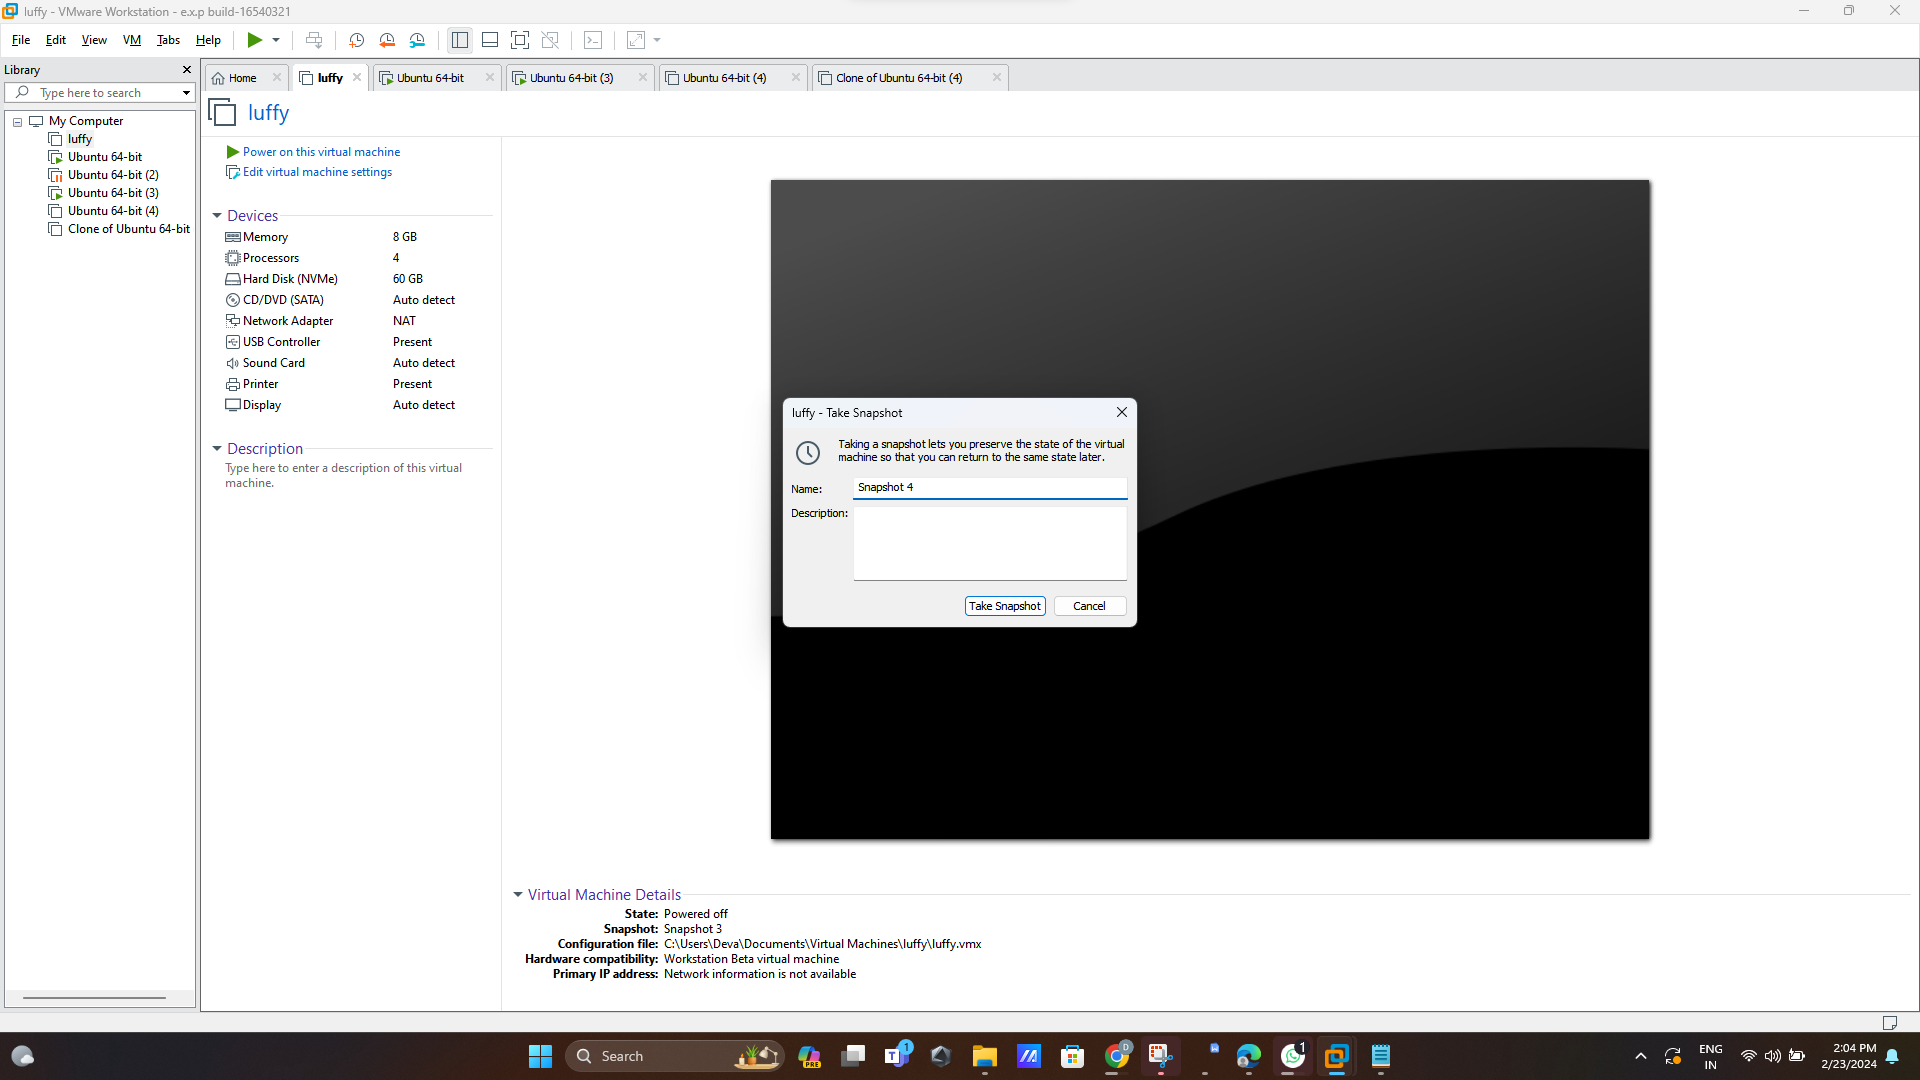 luffy - VMware Workstation - e.x.p build-16540321
File Edit View VM Tabs Help
Library
Type here to search
My Computer
luffy
Ubuntu 64-bit
Ubuntu 64-bit (2)
Ubuntu 64-bit (3)
Ubuntu 64-bit (4)
Clone of Ubuntu 64-bit
Home luffy Ubuntu 64-bit Ubuntu 64-bit (3) Ubuntu 64-bit (4) Clone of Ubuntu 64-bit (4)
luffy
Power on this virtual machine
Edit virtual machine settings
Devices
Memory 8 GB
Processors 4
Hard Disk (NVMe) 60 GB
CD/DVD (SATA) Auto detect
Network Adapter NAT
USB Controller Present
Sound Card Auto detect
Printer Present
Display Auto detect
Description
Type here to enter a description of this virtual
machine.
luffy - Take Snapshot
Taking a snapshot lets you preserve the state of the virtual
machine so that you can return to the same state later.
Name: Snapshot 4
Description:
Take Snapshot Cancel
Virtual Machine Details
State: Powered off
Snapshot: Snapshot 3
Configuration file: C:\Users\Deva\Documents\Virtual Machines\luffy\luffy.vmx
Hardware compatibility: Workstation Beta virtual machine
Primary IP address: Network information is not available
Search
PRE
T 1
D
1
ENG
IN
2:04 PM
2/23/2024